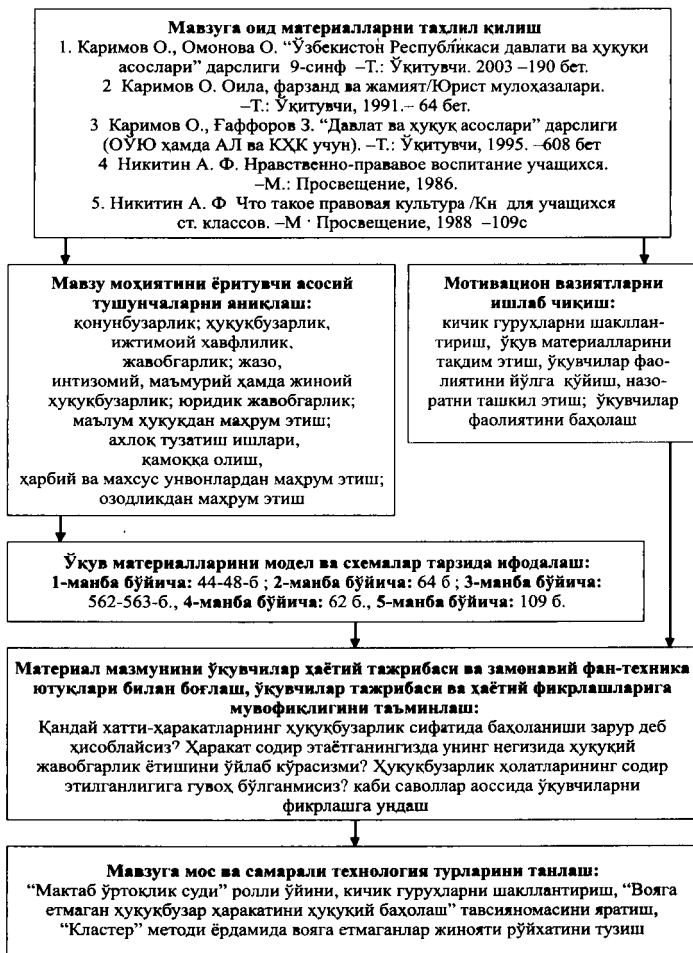 Мавзуга оид материалларни таҳлил қилиш
1. Каримов О., Омонова О. “Ўзбекистон Республикаси давлати ва ҳуқуқи
асослари” дарслиги 9-синф –Т.: Ўқитувчи. 2003 –190 бет.
2 Каримов О. Оила, фарзанд ва жамият/Юрист мулоҳазалари.
–Т.: Ўқитувчи, 1991.– 64 бет.
3 Каримов О., Ғаффоров З. “Давлат ва ҳуқуқ асослари” дарслиги
(ОЎЮ ҳамда АЛ ва КҲК учун). –Т.: Ўқитувчи, 1995. –608 бет
4 Никитин А. Ф. Нравственно-прававое воспитание учащихся.
–М.: Просвещение, 1986.
5. Никитин А. Ф Что такое правовая культура /Кн для учащихся
ст. классов. –М · Просвещение, 1988 –109с
Мавзу моҳиятини ёритувчи асосий
тушунчаларни аниқлаш:
қонунбузарлик; ҳуқуқбузарлик,
ижтимоий хавфлилик,
жавобгарлик; жазо,
интизомий, маъмурий ҳамда жиноий
ҳуқуқбузарлик; юридик жавобгарлик;
маълум ҳуқуқдан маҳрум этиш;
ахлоқ тузатиш ишлари,
қамоққа олиш,
ҳарбий ва махсус унвонлардан маҳрум этиш;
озодликдан маҳрум этиш
Мотивацион вазиятларни
ишлаб чиқиш:
кичик гуруҳларни шакллан-
тириш, ўқув материалларини
тақдим этиш, ўқувчилар фао-
лиятини йўлга қўйиш, назо-
ратни ташкил этиш; ўқувчилар
фаолиятини баҳолаш
Ўқув материалларини модел ва схемалар тарзида ифодалаш:
1-манба бўйича: 44-48-б ; 2-манба бўйича: 64 б ; 3-манба бўйича:
562-563-б., 4-манба бўйича: 62 б., 5-манба бўйича: 109 б.
Материал мазмунини ўқувчилар ҳаётий тажрибаси ва замонавий фан-техника
ютуқлари билан боғлаш, ўқувчилар тажрибаси ва ҳаётий фикрлашларига
мувофиқлигини таъминлаш:
Қандай хатти-ҳаракатларнинг ҳуқуқбузарлик сифатида баҳоланиши зарур деб
ҳисоблайсиз? Ҳаракат содир этаётганингизда унинг негизида ҳуқуқий
жавобгарлик ётишини ўйлаб кўрасизми? Ҳуқуқбузарлик ҳолатларининг содир
этилганлигига гувоҳ бўлганмисиз? каби саволлар аоссида ўқувчиларни
фикрлашга ундаш
Мавзуга мос ва самарали технология турларини танлаш:
“Мактаб ўртоқлик суди” ролли ўйини, кичик гуруҳларни шакллантириш, “Вояга
етмаган ҳуқуқбузар ҳаракатини ҳуқуқий баҳолаш” тавсияномасини яратиш,
“Кластер” методи ёрдамида вояга етмаганлар жинояти рўйхатини тузиш